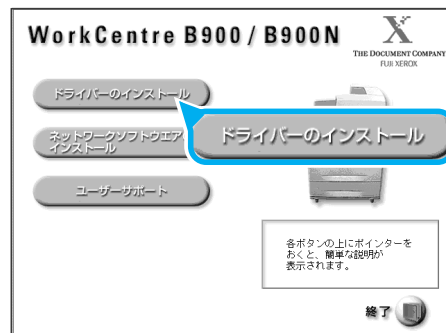 WorkCentre B900 / B900N
X
THE DOCUMENT COMPANY
FUJI XEROX
ドライバーのインストール
ドライバーのインストール
ネットワークソフトウエア
インストール
ユーザーサポート
各ボタンの上にポインターを
おくと、簡単な説明が
表示されます。
終了